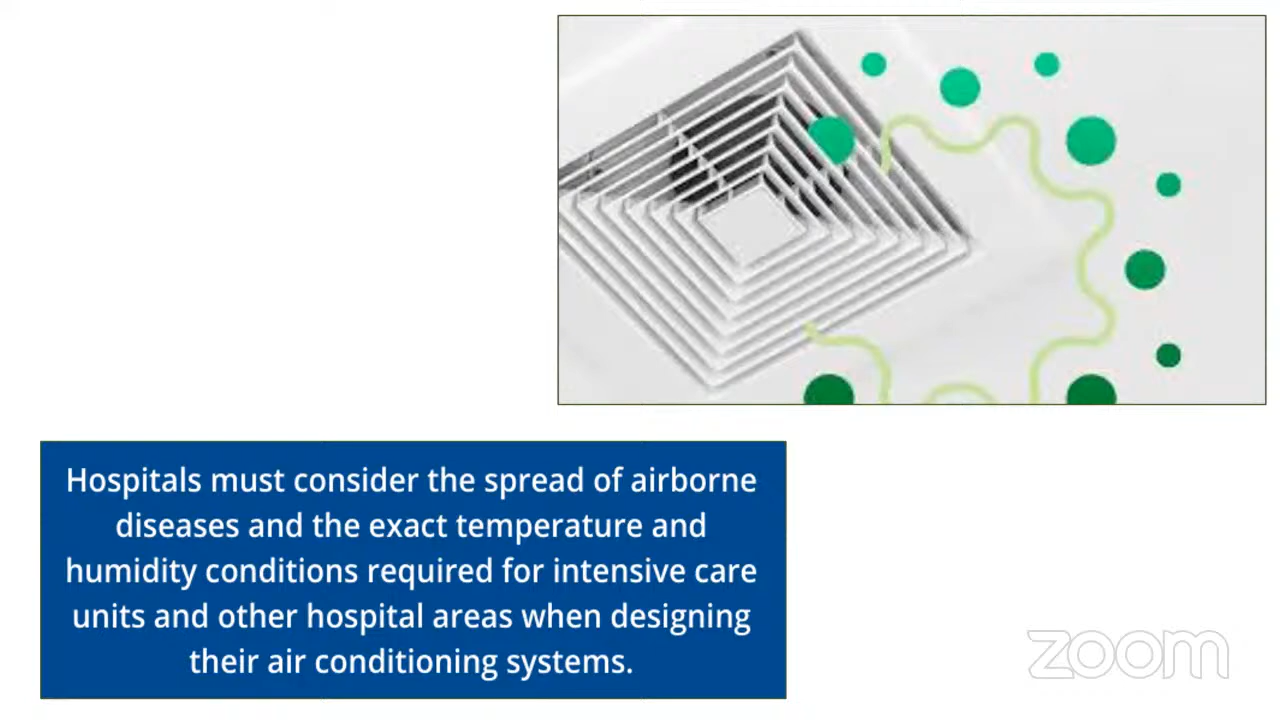 Hospitals must consider the spread of airborne
diseases and the exact temperature and
humidity conditions required for intensive care
units and other hospital areas when designing
their air conditioning systems.
zoom